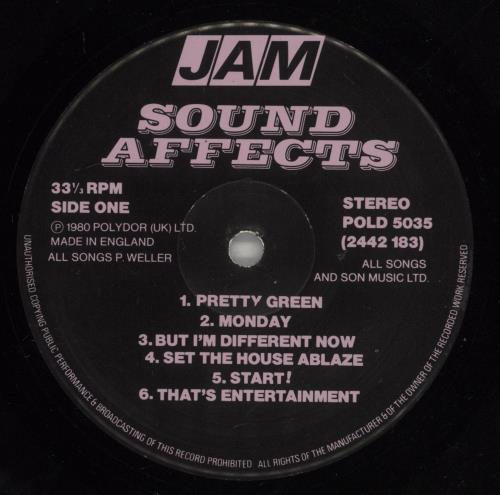 JAM
SOUND
AFFECTS
33⅓ RPM
SIDE ONE
Ⓟ 1980 POLYDOR (UK) LTD.
MADE IN ENGLAND
ALL SONGS P. WELLER
STEREO
POLD 5035
(2442 183)
ALL SONGS
AND SON MUSIC LTD.
1. PRETTY GREEN
2. MONDAY
3. BUT I'M DIFFERENT NOW
4. SET THE HOUSE ABLAZE
5. START!
6. THAT'S ENTERTAINMENT
UNAUTHORISED COPYING PUBLIC PERFORMANCE & BROADCASTING OF THIS RECORD PROHIBITED ALL RIGHTS OF THE MANUFACTURER & OF THE OWNER OF THE RECORDED WORK RESERVED